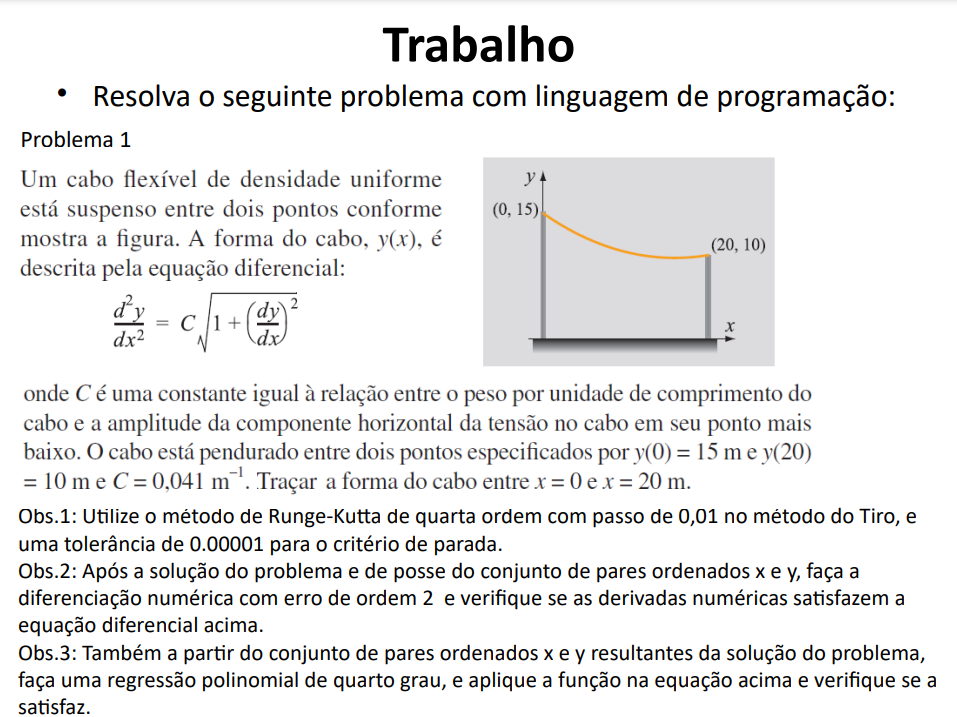 Trabalho
• Resolva o seguinte problema com linguagem de programação:
Problema 1
Um cabo flexível de densidade uniforme
está suspenso entre dois pontos conforme
mostra a figura. A forma do cabo, y(x), é
descrita pela equação diferencial:
d²y/dx² = C√(1 + (dy/dx)²)
y
(0, 15)
(20, 10)
x
onde C é uma constante igual à relação entre o peso por unidade de comprimento do
cabo e a amplitude da componente horizontal da tensão no cabo em seu ponto mais
baixo. O cabo está pendurado entre dois pontos especificados por y(0) = 15 m e y(20)
= 10 m e C = 0,041 m⁻¹. Traçar a forma do cabo entre x = 0 e x = 20 m.
Obs.1: Utilize o método de Runge-Kutta de quarta ordem com passo de 0,01 no método do Tiro, e
uma tolerância de 0.00001 para o critério de parada.
Obs.2: Após a solução do problema e de posse do conjunto de pares ordenados x e y, faça a
diferenciação numérica com erro de ordem 2 e verifique se as derivadas numéricas satisfazem a
equação diferencial acima.
Obs.3: Também a partir do conjunto de pares ordenados x e y resultantes da solução do problema,
faça uma regressão polinomial de quarto grau, e aplique a função na equação acima e verifique se a
satisfaz.